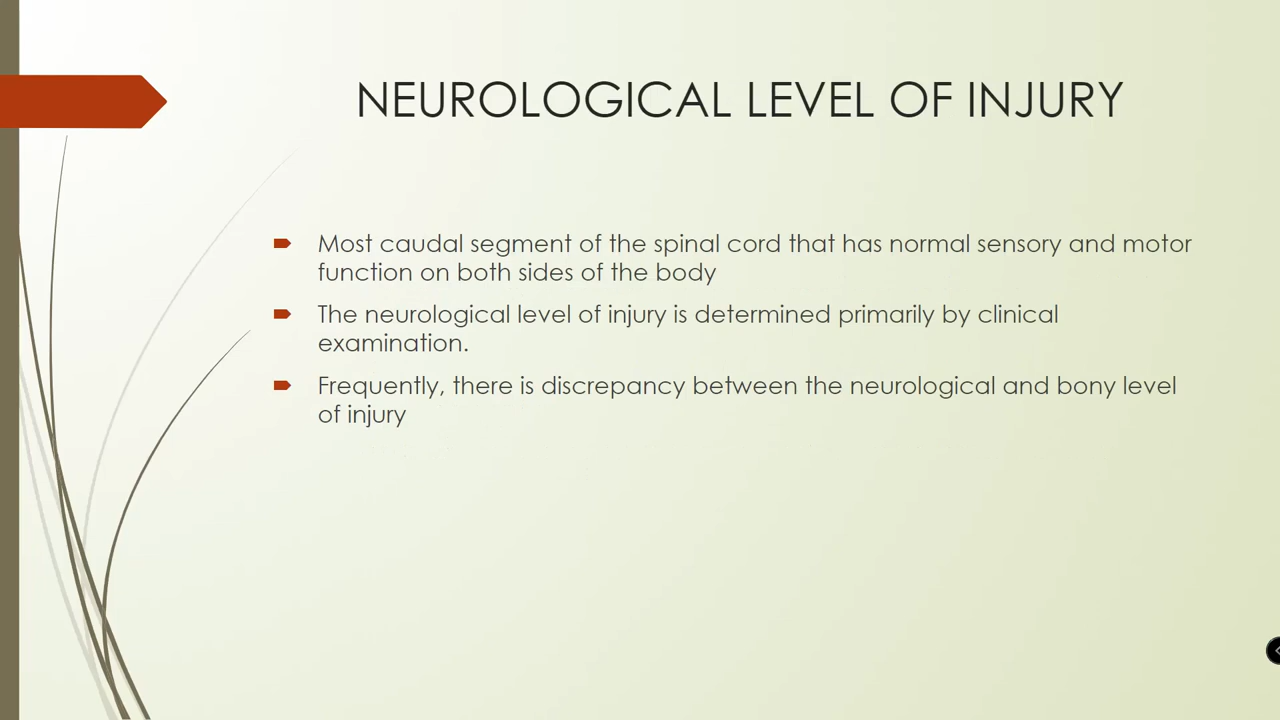 NEUROLOGICAL LEVEL OF INJURY
Most caudal segment of the spinal cord that has normal sensory and motor
function on both sides of the body
The neurological level of injury is determined primarily by clinical
examination.
Frequently, there is discrepancy between the neurological and bony level
of injury